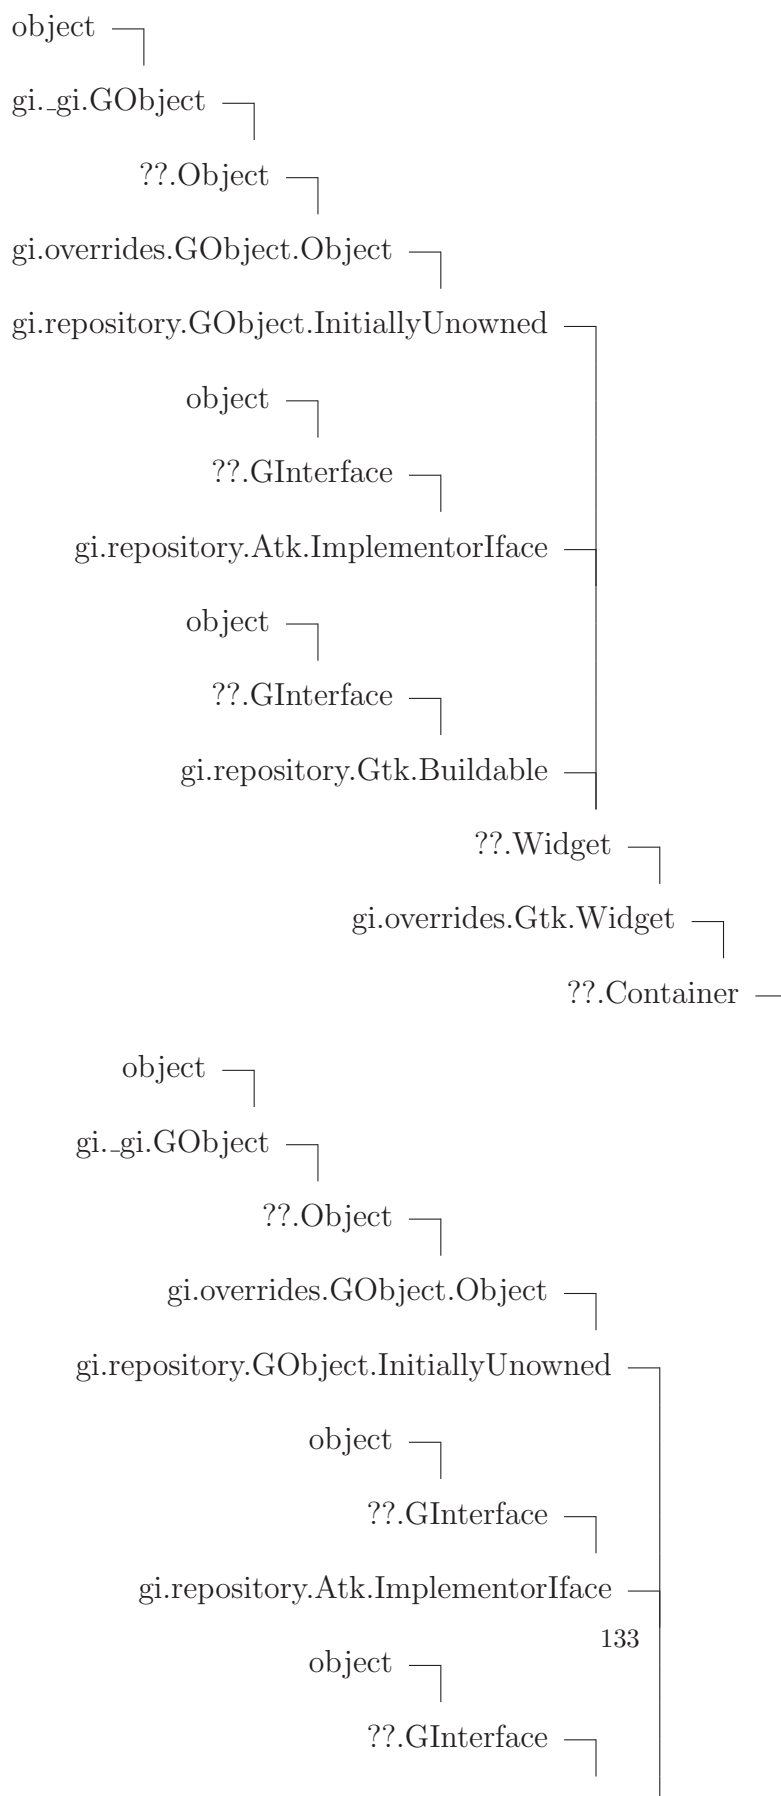 object
gi._gi.GObject
??.Object
gi.overrides.GObject.Object
gi.repository.GObject.InitiallyUnowned
object
??.GInterface
gi.repository.Atk.ImplementorIface
object
??.GInterface
gi.repository.Gtk.Buildable
??.Widget
gi.overrides.Gtk.Widget
??.Container
object
gi._gi.GObject
??.Object
gi.overrides.GObject.Object
gi.repository.GObject.InitiallyUnowned
object
??.GInterface
gi.repository.Atk.ImplementorIface
133
object
??.GInterface